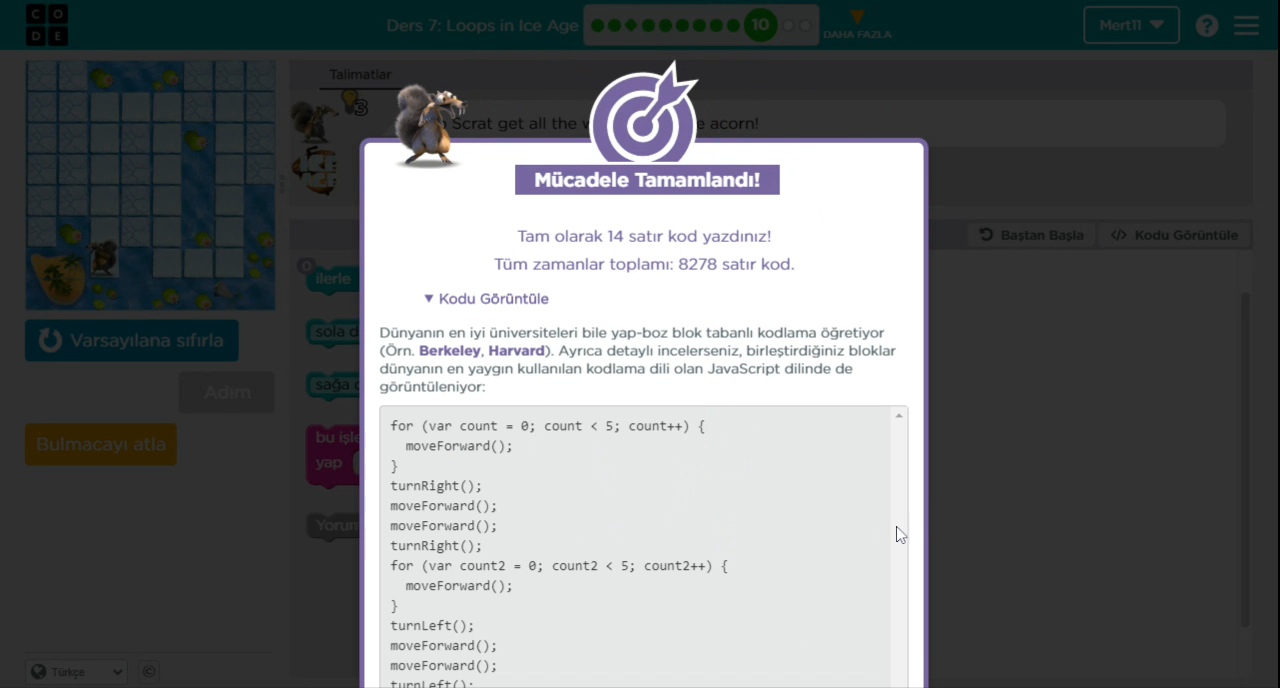 C O
D E
Ders 7: Loops in Ice Age
10
DAHA FAZLA
Mert11
?
Talimatlar
3
Scrat get all the
acorn!
Mücadele Tamamlandı!
Tam olarak 14 satır kod yazdınız!
Tüm zamanlar toplamı: 8278 satır kod.
▼ Kodu Görüntüle
Dünyanın en iyi üniversiteleri bile yap-boz blok tabanlı kodlama öğretiyor
(Örn. Berkeley, Harvard). Ayrıca detaylı incelerseniz, birleştirdiğiniz bloklar
dünyanın en yaygın kullanılan kodlama dili olan JavaScript dilinde de
görüntüleniyor:
for (var count = 0; count < 5; count++) {
moveForward();
}
turnRight();
moveForward();
moveForward();
turnRight();
for (var count2 = 0; count2 < 5; count2++) {
moveForward();
}
turnLeft();
moveForward();
moveForward();
turnLeft();
Baştan Başla
</> Kodu Görüntüle
0
ilerle
sola d
sağa
bu işle
yap
Yorun
Varsayılana sıfırla
Adım
Bulmacayı atla
Türkçe
©